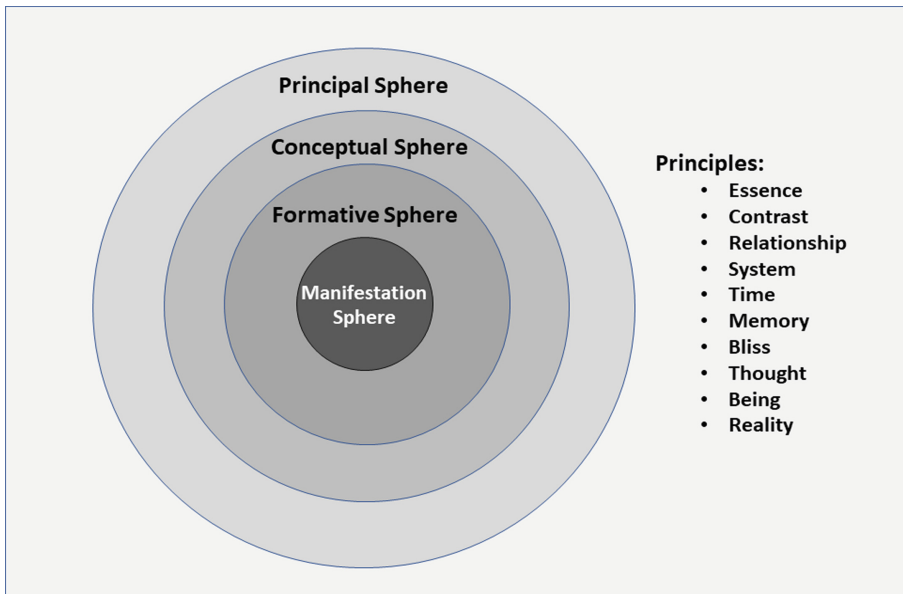 Principal Sphere
Conceptual Sphere
Formative Sphere
Manifestation
Sphere
Principles:
• Essence
• Contrast
• Relationship
• System
• Time
• Memory
• Bliss
• Thought
• Being
• Reality